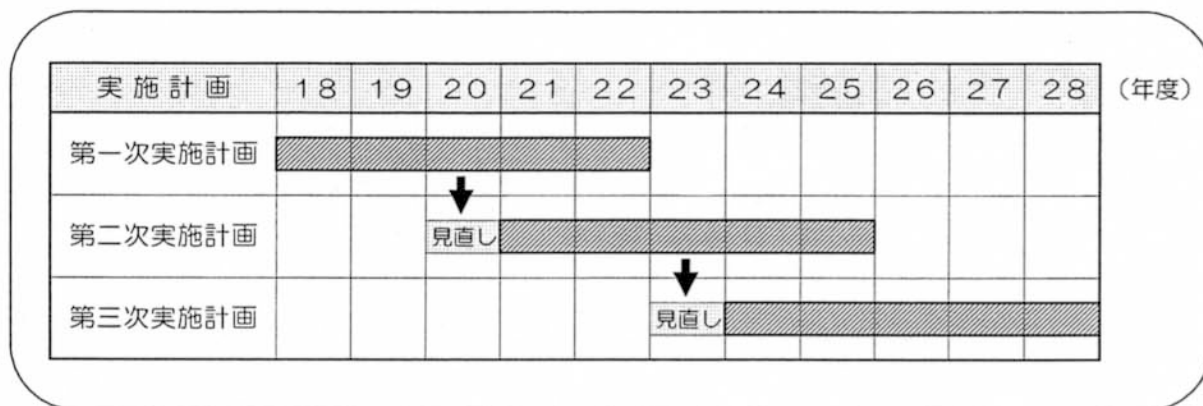 実施計画 18 19 20 21 22 23 24 25 26 27 28 (年度)
第一次実施計画
第二次実施計画 見直し
第三次実施計画 見直し